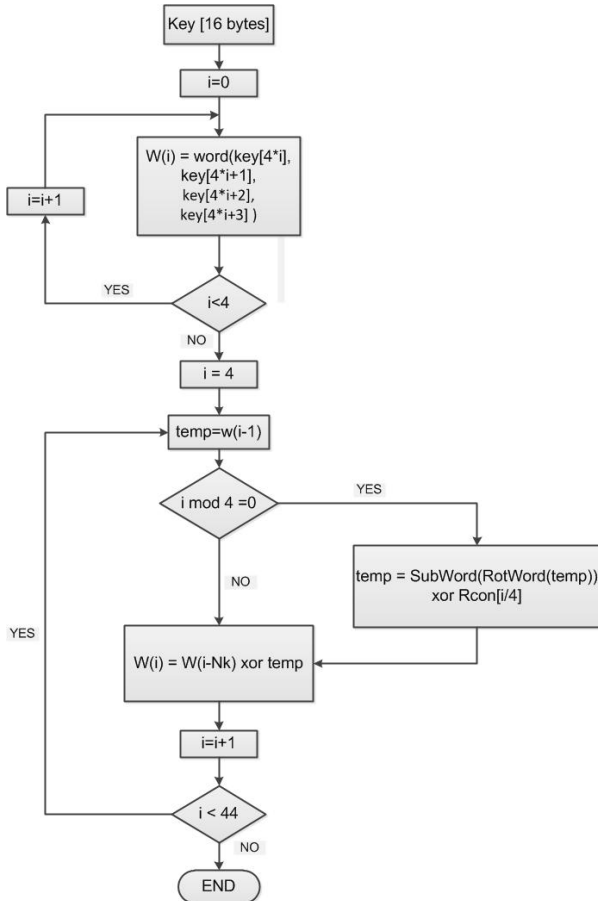 Key [16 bytes]
i=0
W(i) = word(key[4*i],
key[4*i+1],
key[4*i+2],
key[4*i+3] )
i=i+1
YES
i<4
NO
i = 4
temp=w(i-1)
i mod 4 =0
YES
temp = SubWord(RotWord(temp))
xor Rcon[i/4]
NO
YES
W(i) = W(i-Nk) xor temp
i=i+1
i < 44
NO
END